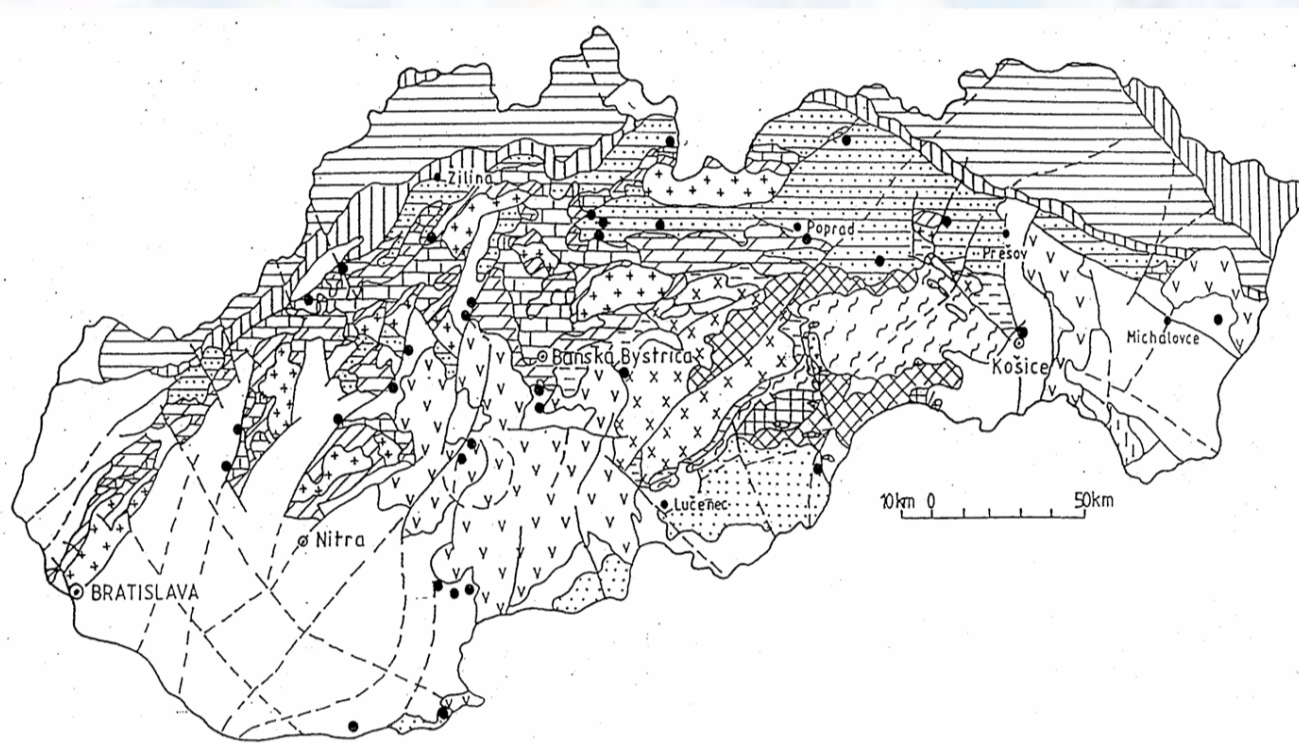 Žilina
Poprad
Prešov
Michalovce
Banská Bystrica
Košice
Lučenec
10km 0 50km
Nitra
BRATISLAVA